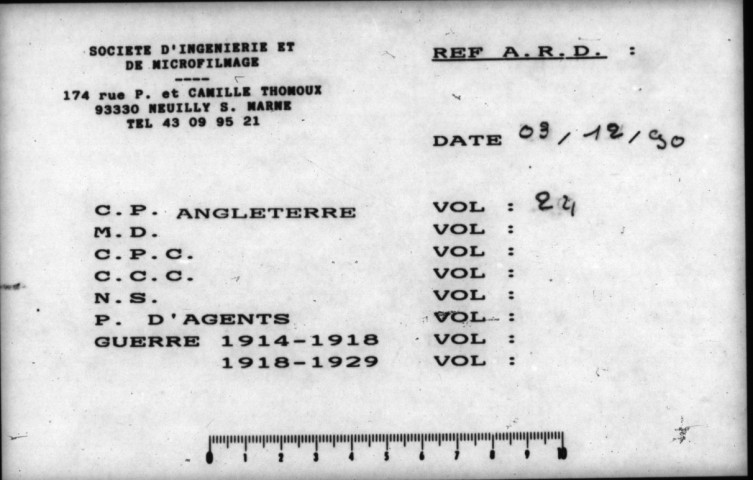 SOCIETE D'INGENIERIE ET
DE MICROFILMAGE
----
174 rue P. et CAMILLE THOMOUX
93330 NEUILLY S. MARNE
TEL 43 09 95 21
REF A.R.D. :
DATE 03/12/90
C.P. ANGLETERRE VOL : 24
M.D. VOL :
C.P.C. VOL :
C.C.C. VOL :
N.S. VOL :
P. D'AGENTS VOL :
GUERRE 1914-1918 VOL :
1918-1929 VOL :
0 1 2 3 4 5 6 7 8 9 10